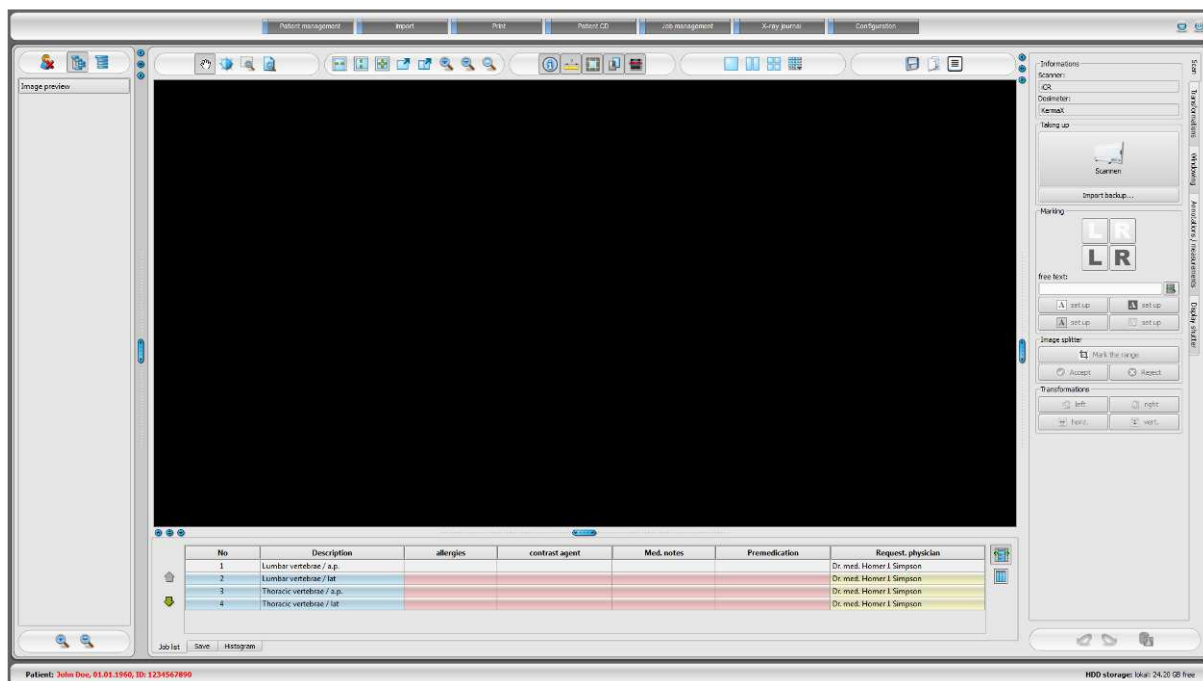 Patient management Import Print Patient CD Job management X-ray journal Configuration
Image preview
Informations
Scanner:
iCR
Dosimeter:
KermaX
Taking up
Scannen
Import backup...
Marking
L R
L R
free text:
A set up A set up
A set up set up
Image splitter
Mark the range
Accept Reject
Transformations
left right
horiz. vert.
Scan
Transformations
Windowing
Annotations / measurements
Display shutter
No Description allergies contrast agent Med. notes Premedication Request. physician
1 Lumbar vertebrae / a.p. Dr. med. Homer J. Simpson
2 Lumbar vertebrae / lat Dr. med. Homer J. Simpson
3 Thoracic vertebrae / a.p. Dr. med. Homer J. Simpson
4 Thoracic vertebrae / lat Dr. med. Homer J. Simpson
Job list Save Histogram
Patient: John Doe, 01.01.1960, ID: 1234567890 HDD storage: lokal: 24.20 GB free